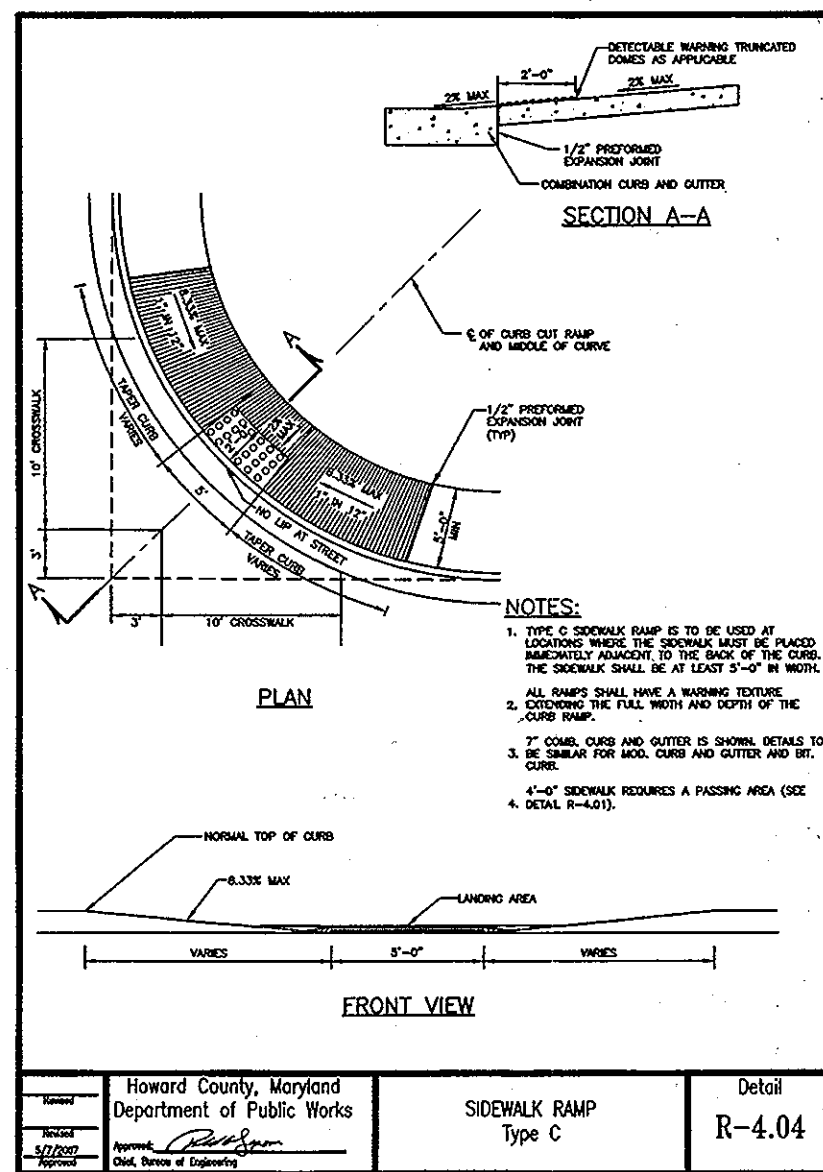 DETECTABLE WARNING TRUNCATED
DOMES AS APPLICABLE
2'-0"
2% MAX
2% MAX
1/2" PREFORMED
EXPANSION JOINT
COMBINATION CURB AND GUTTER
SECTION A-A
℄ OF CURB CUT RAMP
AND MIDDLE OF CURVE
8.33% MAX
1" IN 12"
A
TAPER CURB
VARIES
10' CROSSWALK
2%
MAX
1/2" PREFORMED
EXPANSION JOINT
(TYP)
8.33% MAX
1" IN 12"
5'
NO LIP AT STREET
TAPER CURB
VARIES
5'-0"
MIN
3'
A
3'
10' CROSSWALK
PLAN
NOTES:
1. TYPE C SIDEWALK RAMP IS TO BE USED AT
LOCATIONS WHERE THE SIDEWALK MUST BE PLACED
IMMEDIATELY ADJACENT TO THE BACK OF THE CURB.
THE SIDEWALK SHALL BE AT LEAST 5'-0" IN WIDTH.
ALL RAMPS SHALL HAVE A WARNING TEXTURE
2. EXTENDING THE FULL WIDTH AND DEPTH OF THE
CURB RAMP.
7" COMB. CURB AND GUTTER IS SHOWN. DETAILS TO
3. BE SIMILAR FOR MOD. CURB AND GUTTER AND BIT.
CURB.
4'-0" SIDEWALK REQUIRES A PASSING AREA (SEE
4. DETAIL R-4.01).
NORMAL TOP OF CURB
8.33% MAX
LANDING AREA
VARIES
5'-0"
VARIES
FRONT VIEW
Revised
Revised
5/7/2007
Approved
Howard County, Maryland
Department of Public Works
Approved:
Chief, Bureau of Engineering
SIDEWALK RAMP
Type C
Detail
R-4.04